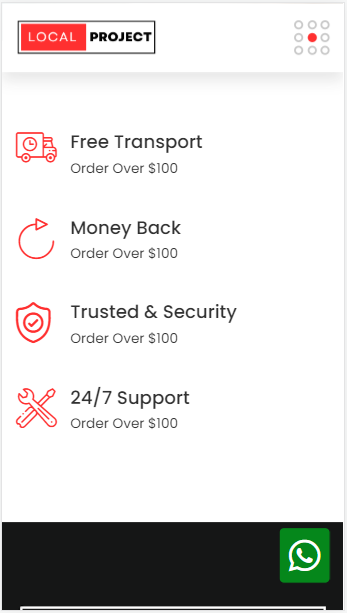 LOCAL PROJECT
Free Transport
Order Over $100
Money Back
Order Over $100
Trusted & Security
Order Over $100
24/7 Support
Order Over $100